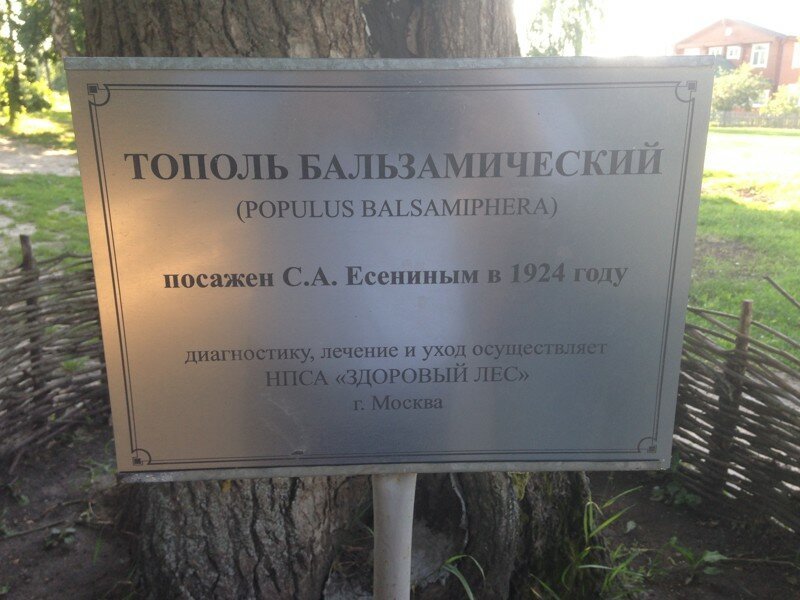 ТОПОЛЬ БАЛЬЗАМИЧЕСКИЙ
(POPULUS BALSAMIPHERA)
посажен С.А. Есениным в 1924 году
диагностику, лечение и уход осуществляет
НПСА «ЗДОРОВЫЙ ЛЕС»
г. Москва